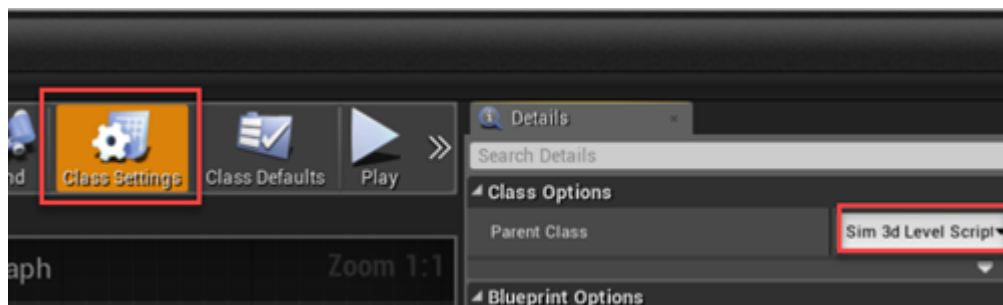 Details
Search Details
nd Class Settings Class Defaults Play
Class Options
Parent Class Sim 3d Level Script
aph Zoom 1:1
Blueprint Options